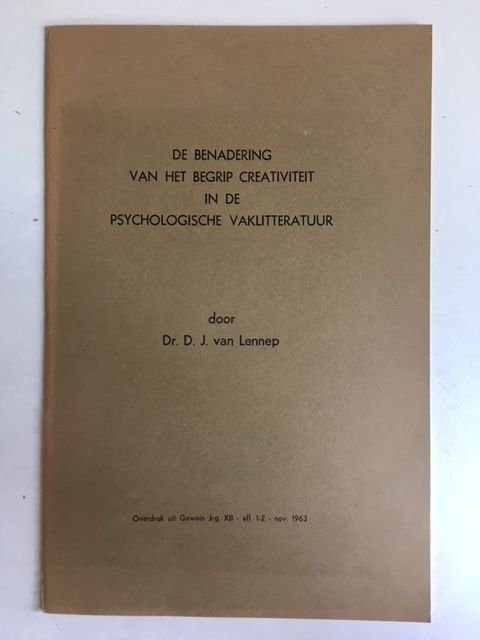 DE BENADERING
VAN HET BEGRIP CREATIVITEIT
IN DE
PSYCHOLOGISCHE VAKLITTERATUUR
door
Dr. D. J. van Lennep
Overdruk uit Gawein Jrg. XII - afl. 1-2 - nov. 1963